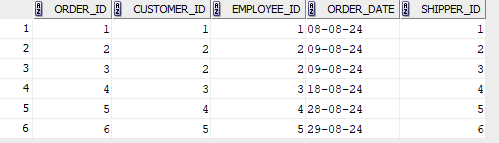 ORDER_ID CUSTOMER_ID EMPLOYEE_ID ORDER_DATE SHIPPER_ID
1 1 1 1 08-08-24 1
2 2 2 2 09-08-24 2
3 3 2 2 09-08-24 3
4 4 3 3 18-08-24 4
5 5 4 4 28-08-24 5
6 6 5 5 29-08-24 6